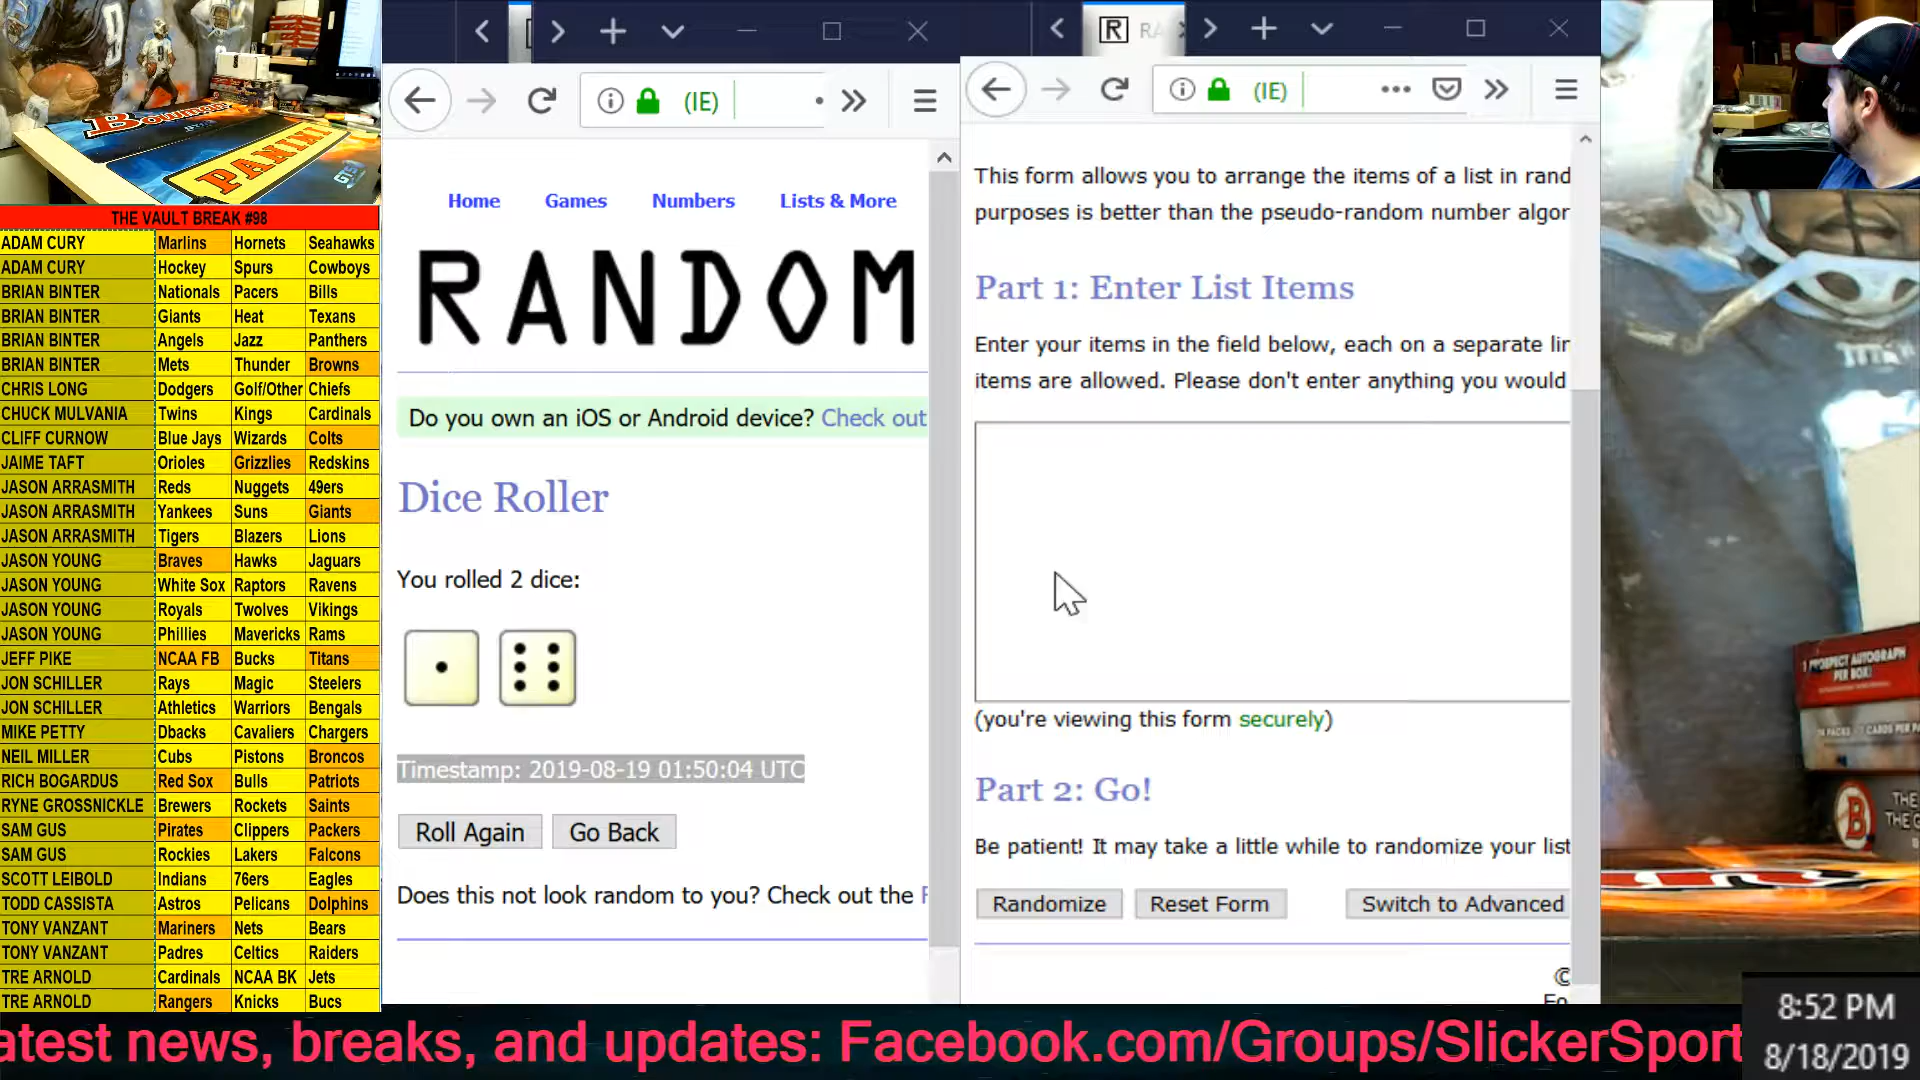 Bowman
PANINI
GTS
THE VAULT BREAK #98
ADAM CURY Marlins Hornets Seahawks
ADAM CURY Hockey Spurs Cowboys
BRIAN BINTER Nationals Pacers Bills
BRIAN BINTER Giants Heat Texans
BRIAN BINTER Angels Jazz Panthers
BRIAN BINTER Mets Thunder Browns
CHRIS LONG Dodgers Golf/Other Chiefs
CHUCK MULVANIA Twins Kings Cardinals
CLIFF CURNOW Blue Jays Wizards Colts
JAIME TAFT Orioles Grizzlies Redskins
JASON ARRASMITH Reds Nuggets 49ers
JASON ARRASMITH Yankees Suns Giants
JASON ARRASMITH Tigers Blazers Lions
JASON YOUNG Braves Hawks Jaguars
JASON YOUNG White Sox Raptors Ravens
JASON YOUNG Royals Twolves Vikings
JASON YOUNG Phillies Mavericks Rams
JEFF PIKE NCAA FB Bucks Titans
JON SCHILLER Rays Magic Steelers
JON SCHILLER Athletics Warriors Bengals
MIKE PETTY Dbacks Cavaliers Chargers
NEIL MILLER Cubs Pistons Broncos
RICH BOGARDUS Red Sox Bulls Patriots
RYNE GROSSNICKLE Brewers Rockets Saints
SAM GUS Pirates Clippers Packers
SAM GUS Rockies Lakers Falcons
SCOTT LEIBOLD Indians 76ers Eagles
TODD CASSISTA Astros Pelicans Dolphins
TONY VANZANT Mariners Nets Bears
TONY VANZANT Padres Celtics Raiders
TRE ARNOLD Cardinals NCAA BK Jets
TRE ARNOLD Rangers Knicks Bucs
(IE)
Home Games Numbers Lists & More
RANDOM
Do you own an iOS or Android device? Check out
Dice Roller
You rolled 2 dice:
Timestamp: 2019-08-19 01:50:04 UTC
Roll Again Go Back
Does this not look random to you? Check out the
R RA
(IE)
This form allows you to arrange the items of a list in rand
purposes is better than the pseudo-random number algor
Part 1: Enter List Items
Enter your items in the field below, each on a separate lin
items are allowed. Please don't enter anything you would
(you're viewing this form securely)
Part 2: Go!
Be patient! It may take a little while to randomize your list
Randomize Reset Form Switch to Advanced
©
1 PROSPECT AUTOGRAPH
PER BOX!
THE
THE
atest news, breaks, and updates: Facebook.com/Groups/SlickerSport
8:52 PM
8/18/2019